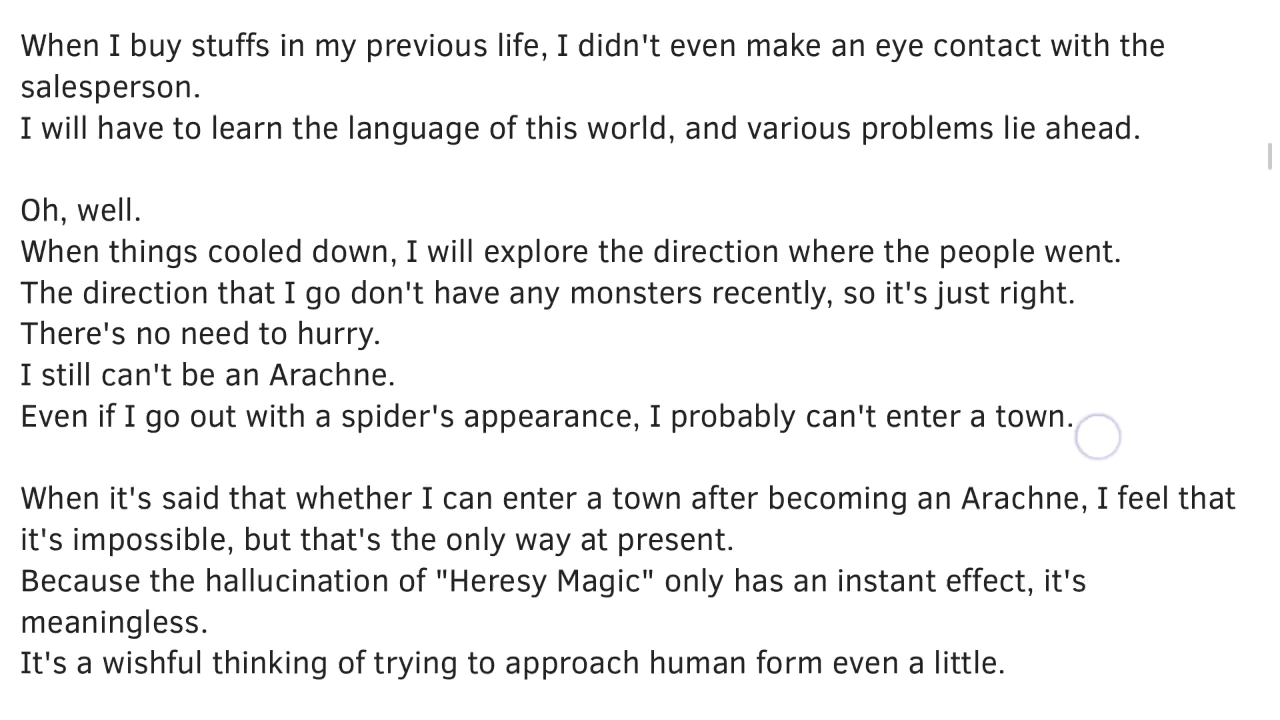 When I buy stuffs in my previous life, I didn't even make an eye contact with the
salesperson.
I will have to learn the language of this world, and various problems lie ahead.
Oh, well.
When things cooled down, I will explore the direction where the people went.
The direction that I go don't have any monsters recently, so it's just right.
There's no need to hurry.
I still can't be an Arachne.
Even if I go out with a spider's appearance, I probably can't enter a town.
When it's said that whether I can enter a town after becoming an Arachne, I feel that
it's impossible, but that's the only way at present.
Because the hallucination of "Heresy Magic" only has an instant effect, it's
meaningless.
It's a wishful thinking of trying to approach human form even a little.